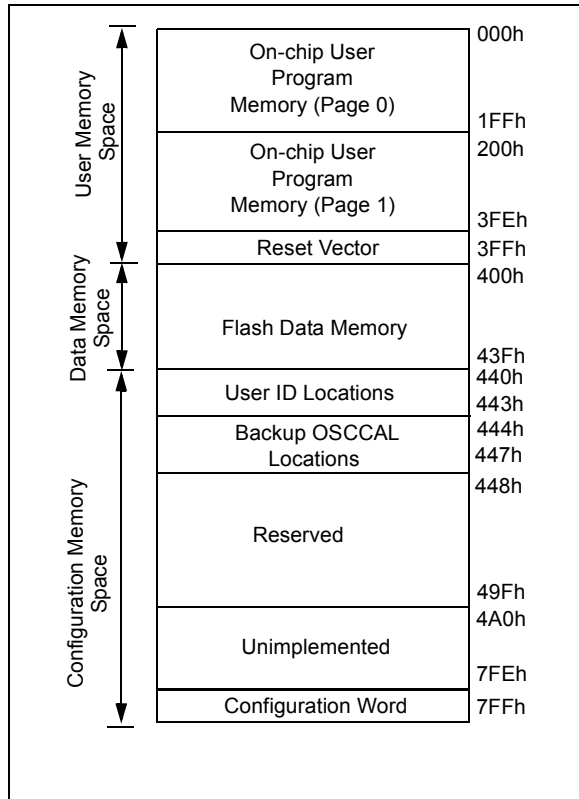 000h
On-chip User
Program
Memory (Page 0)
1FFh
200h
On-chip User
Program
Memory (Page 1)
3FEh
Reset Vector
3FFh
400h
Flash Data Memory
43Fh
440h
User ID Locations
443h
Backup OSCCAL
Locations
444h
447h
448h
Reserved
49Fh
4A0h
Unimplemented
7FEh
Configuration Word
7FFh
User Memory
Space
Data Memory
Space
Configuration Memory
Space